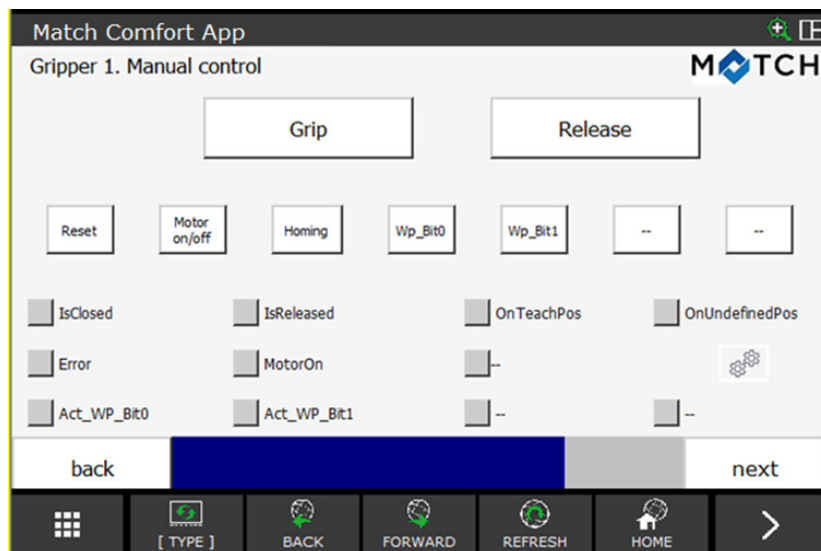 Match Comfort App
Gripper 1. Manual control
MATCH
Grip
Release
Reset
Motor
on/off
Homing
Wp_Bit0
Wp_Bit1
--
--
IsClosed
IsReleased
OnTeachPos
OnUndefinedPos
Error
MotorOn
--
Act_WP_Bit0
Act_WP_Bit1
--
--
back
next
[ TYPE ]
BACK
FORWARD
REFRESH
HOME